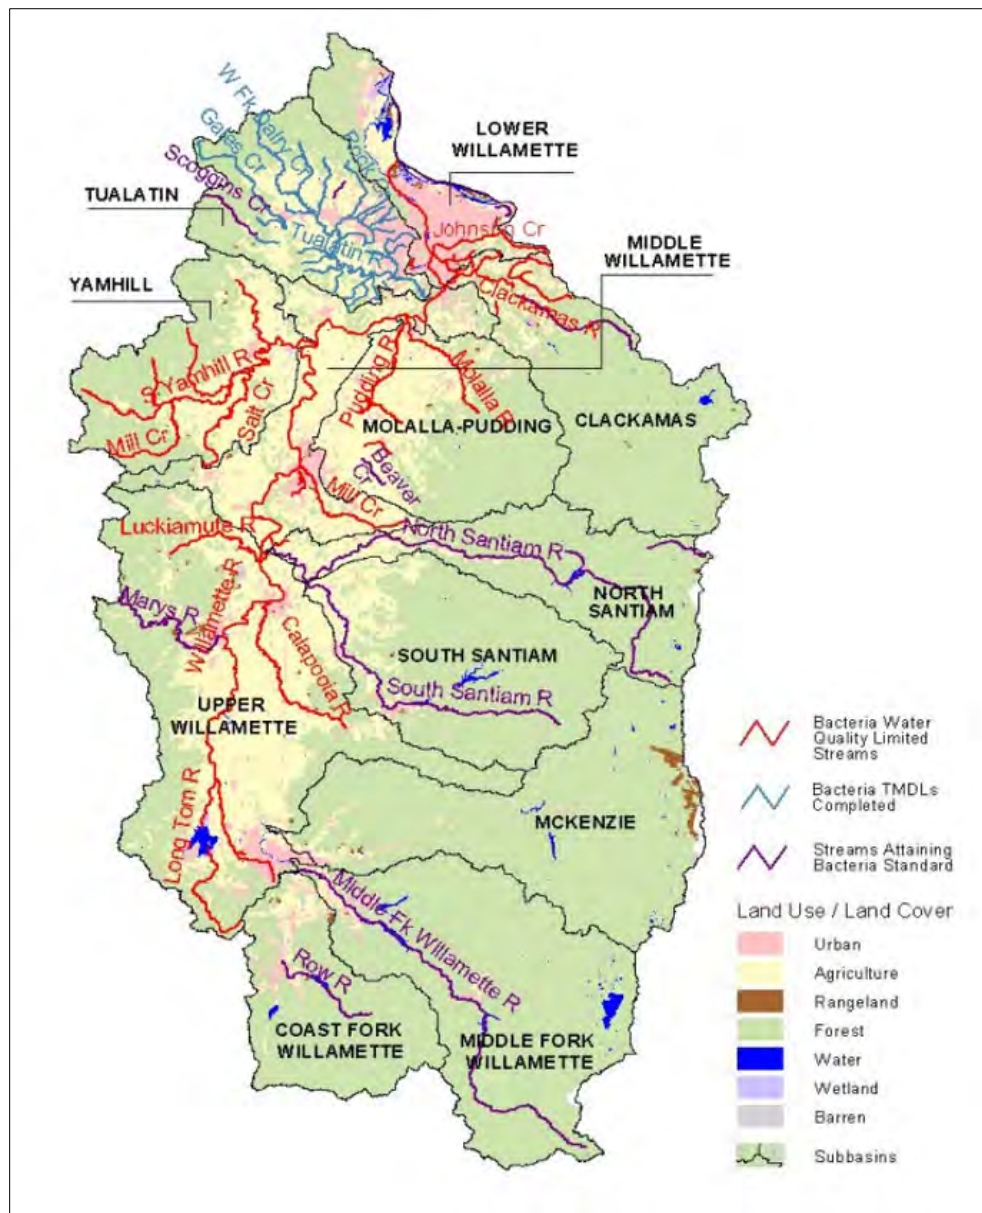 LOWER
WILLAMETTE
W Fk Dairy Cr
Gales Cr
Scoggins Cr
TUALATIN
Tualatin R
Johnson Cr
MIDDLE
WILLAMETTE
YAMHILL
Clackamas R
S Yamhill R
Salt Cr
Mill Cr
Pudding R
Molalla R
MOLALLA-PUDDING
CLACKAMAS
Beaver
Cr
Mill Cr
Luckiamute R
North Santiam R
NORTH
SANTIAM
Marys R
Willamette R
Calapooia R
SOUTH SANTIAM
South Santiam R
UPPER
WILLAMETTE
Long Tom R
MCKENZIE
Middle Fk Willamette R
Row R
COAST FORK
WILLAMETTE
MIDDLE FORK
WILLAMETTE
Bacteria Water
Quality Limited
Streams
Bacteria TMDLs
Completed
Streams Attaining
Bacteria Standard
Land Use / Land Cover
Urban
Agriculture
Rangeland
Forest
Water
Wetland
Barren
Subbasins